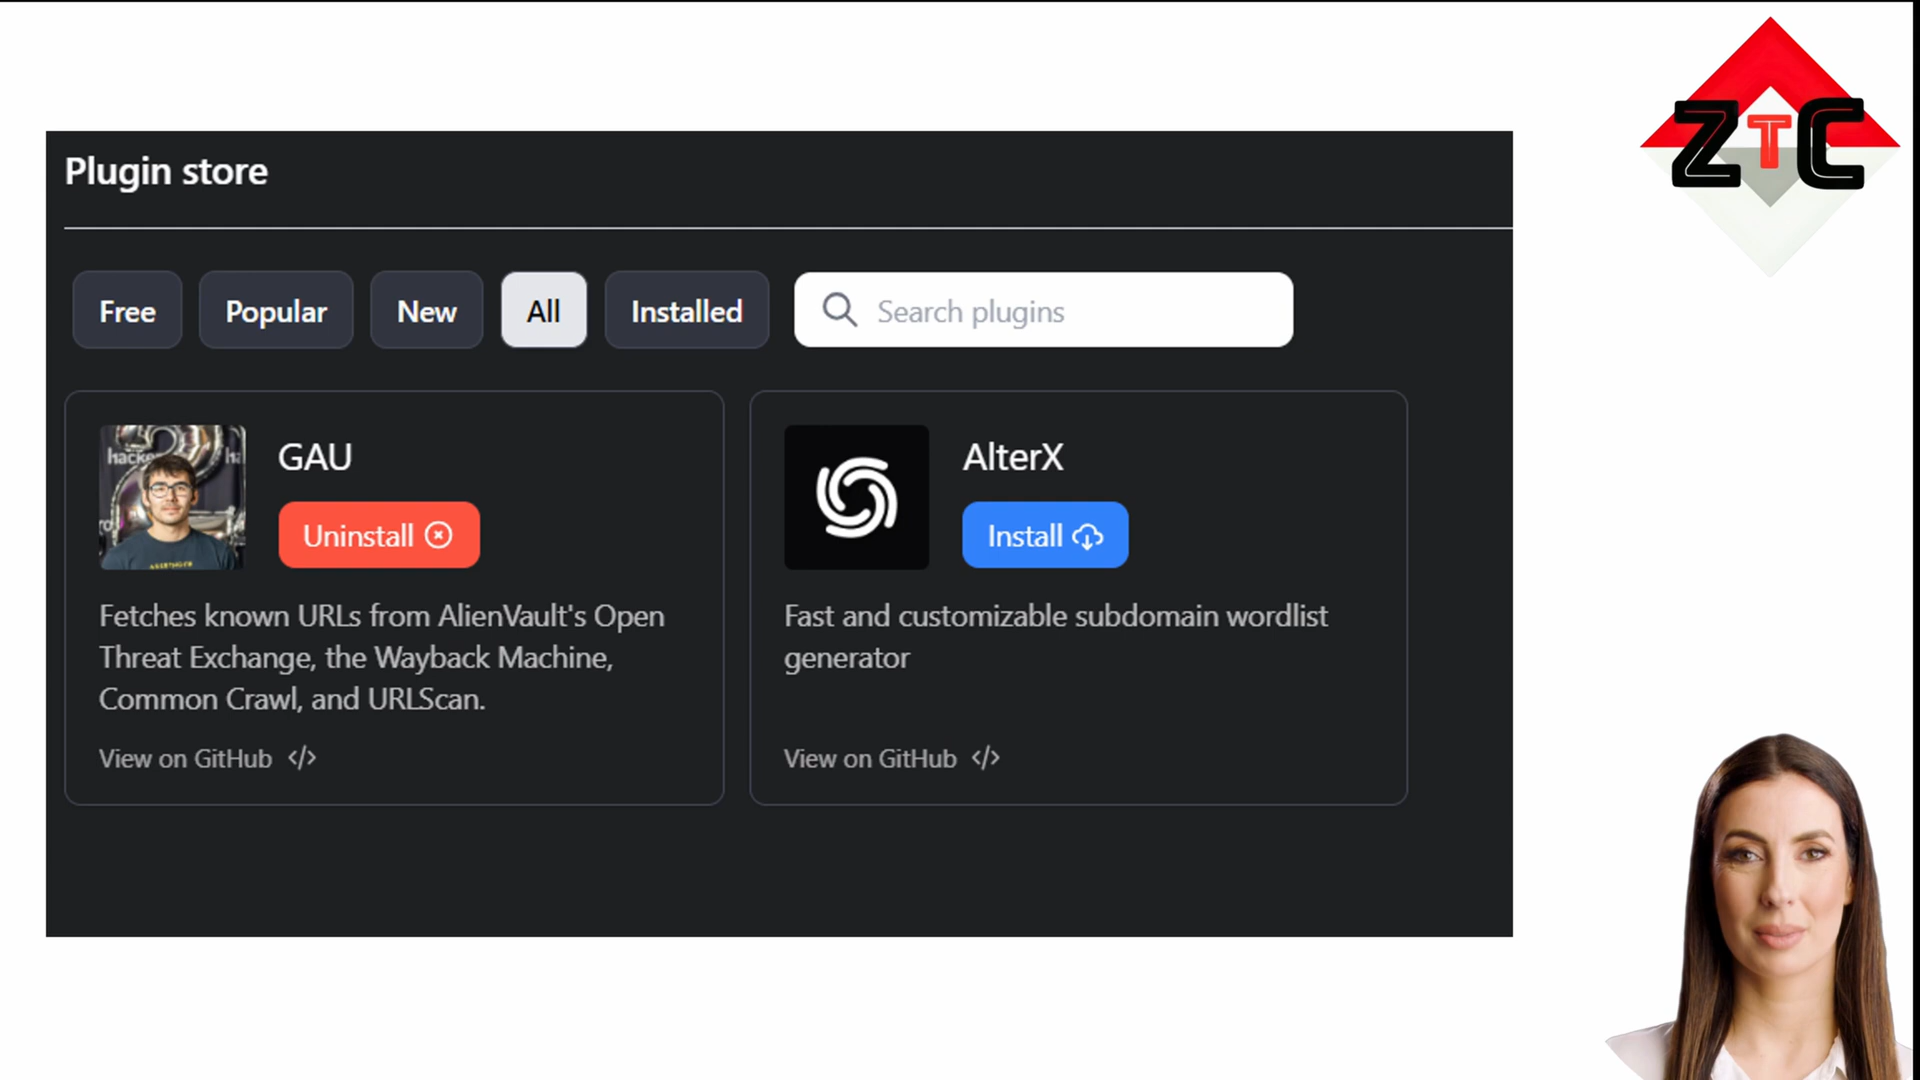 ZTC
Plugin store
Free
Popular
New
All
Installed
Search plugins
GAU
Uninstall
Fetches known URLs from AlienVault's Open
Threat Exchange, the Wayback Machine,
Common Crawl, and URLScan.
View on GitHub </>
AlterX
Install
Fast and customizable subdomain wordlist
generator
View on GitHub </>